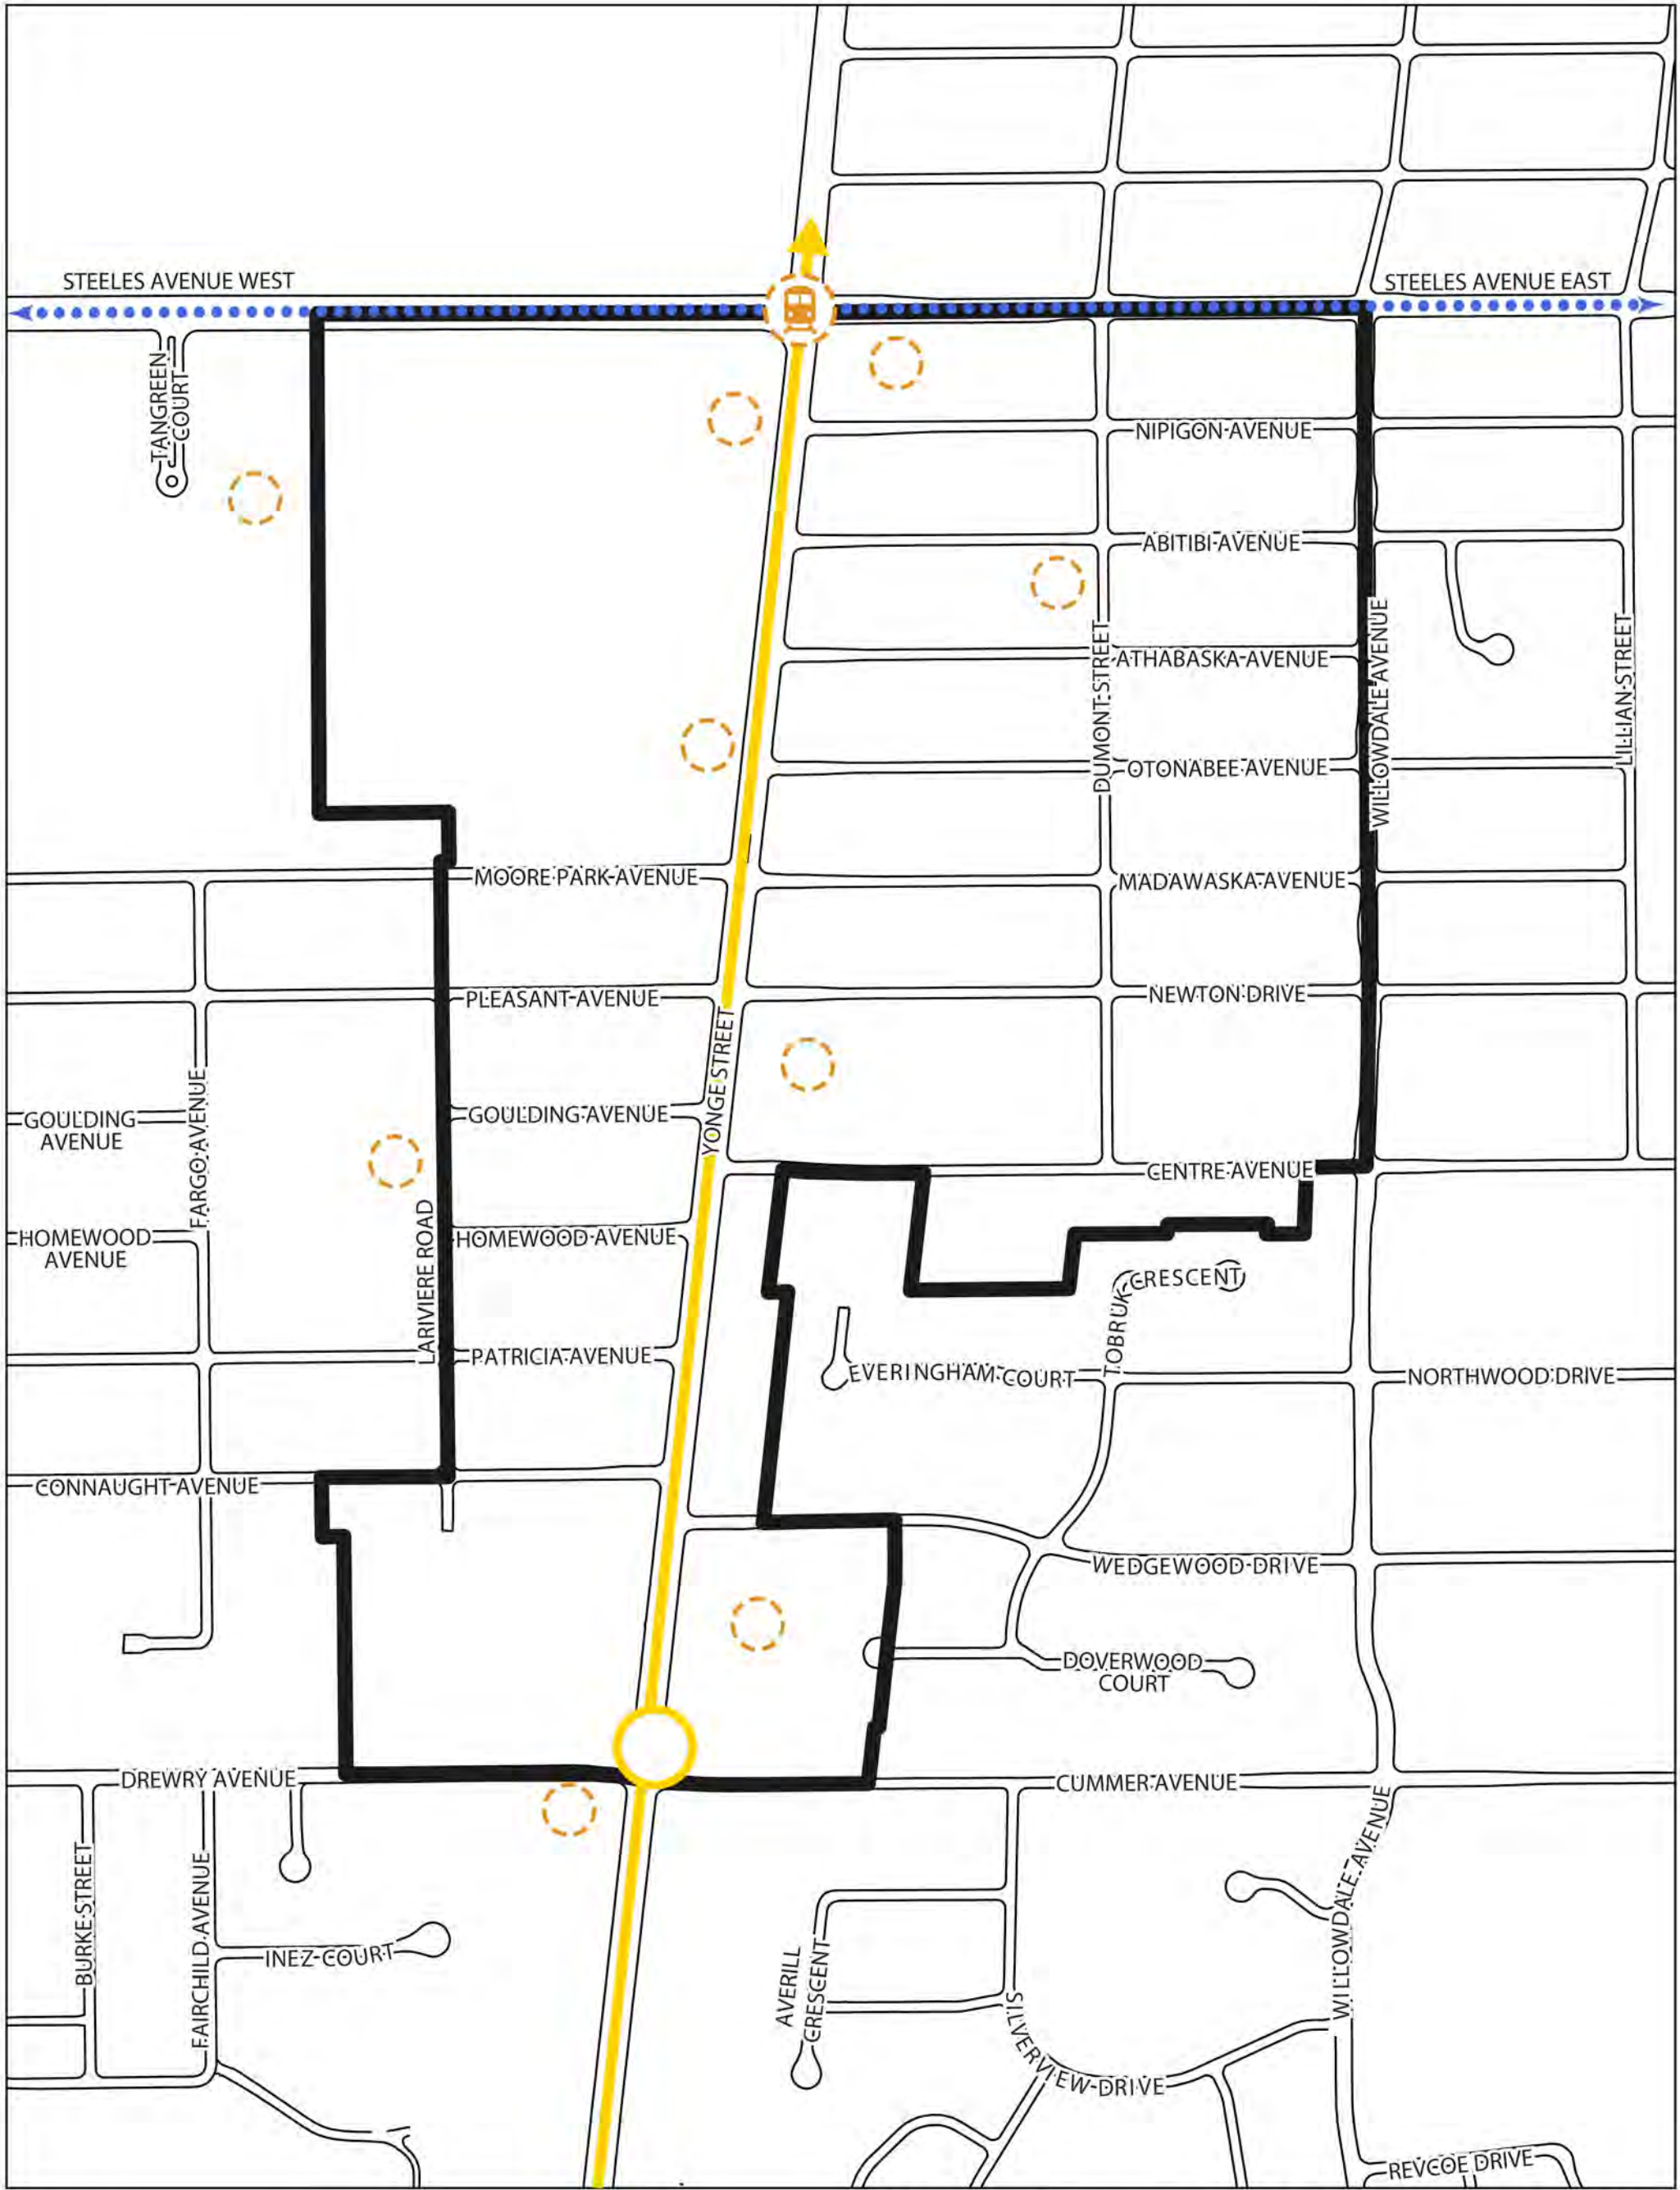 STEELES AVENUE WEST
STEELES AVENUE EAST
TANGREEN
COURT
NIPIGON AVENUE
ABITIBI AVENUE
DUMONT STREET
ATHABASKA AVENUE
WILLOWDALE AVENUE
LILLIAN STREET
OTONABEE AVENUE
MOORE PARK AVENUE
MADAWASKA AVENUE
PLEASANT AVENUE
NEWTON DRIVE
YONGE STREET
FARGO AVENUE
GOULDING
AVENUE
GOULDING AVENUE
CENTRE AVENUE
LARIVIERE ROAD
HOMEWOOD
AVENUE
HOMEWOOD AVENUE
TOBRUK
CRESCENT
PATRICIA AVENUE
EVERINGHAM COURT
NORTHWOOD DRIVE
CONNAUGHT AVENUE
WEDGEWOOD DRIVE
DOVERWOOD
COURT
DREWRY AVENUE
CUMMER AVENUE
BURKE STREET
FAIRCHILD AVENUE
INEZ COURT
AVERILL
CRESCENT
WILLOWDALE AVENUE
SILVERVIEW DRIVE
REVCOE DRIVE